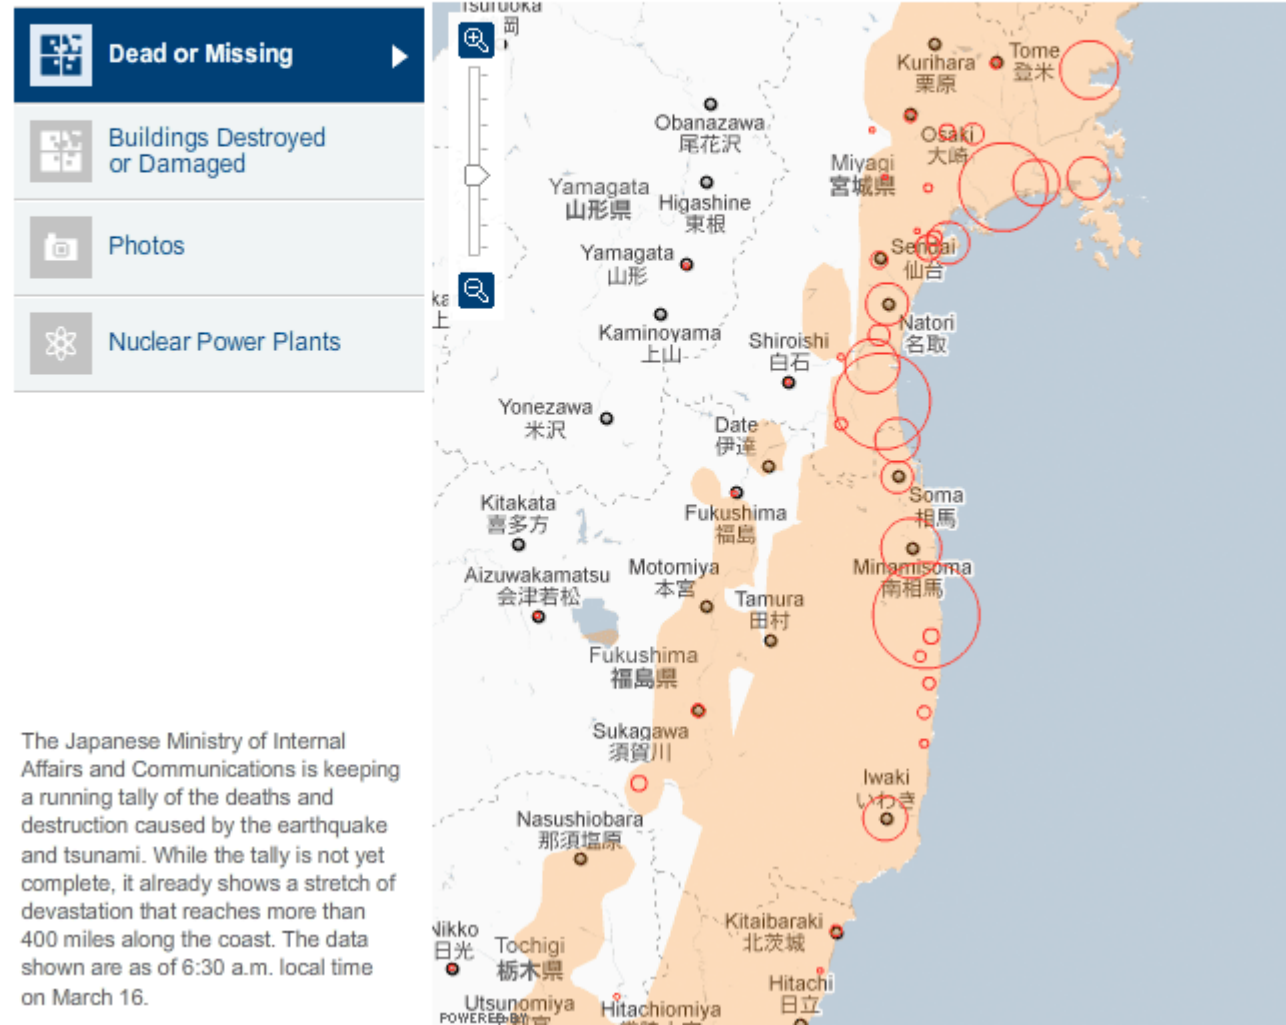 Dead or Missing
Buildings Destroyed
or Damaged
Photos
Nuclear Power Plants
The Japanese Ministry of Internal
Affairs and Communications is keeping
a running tally of the deaths and
destruction caused by the earthquake
and tsunami. While the tally is not yet
complete, it already shows a stretch of
devastation that reaches more than
400 miles along the coast. The data
shown are as of 6:30 a.m. local time
on March 16.
Tsuruoka
岡
Kurihara
栗原
Tome
登米
Obanazawa
尾花沢
Osaki
大崎
Miyagi
宮城県
Yamagata
山形県
Higashine
東根
Yamagata
山形
Sendai
仙台
ka
上
Kaminoyama
上山
Natori
名取
Shiroishi
白石
Yonezawa
米沢
Date
伊達
Kitakata
喜多方
Fukushima
福島
Soma
相馬
Aizuwakamatsu
会津若松
Motomiya
本宮
Minamisoma
南相馬
Tamura
田村
Fukushima
福島県
Sukagawa
須賀川
Iwaki
いわき
Nasushiobara
那須塩原
Kitaibaraki
北茨城
Nikko
日光
Tochigi
栃木県
Hitachi
日立
Utsunomiya
Hitachiomiya
POWERED BY